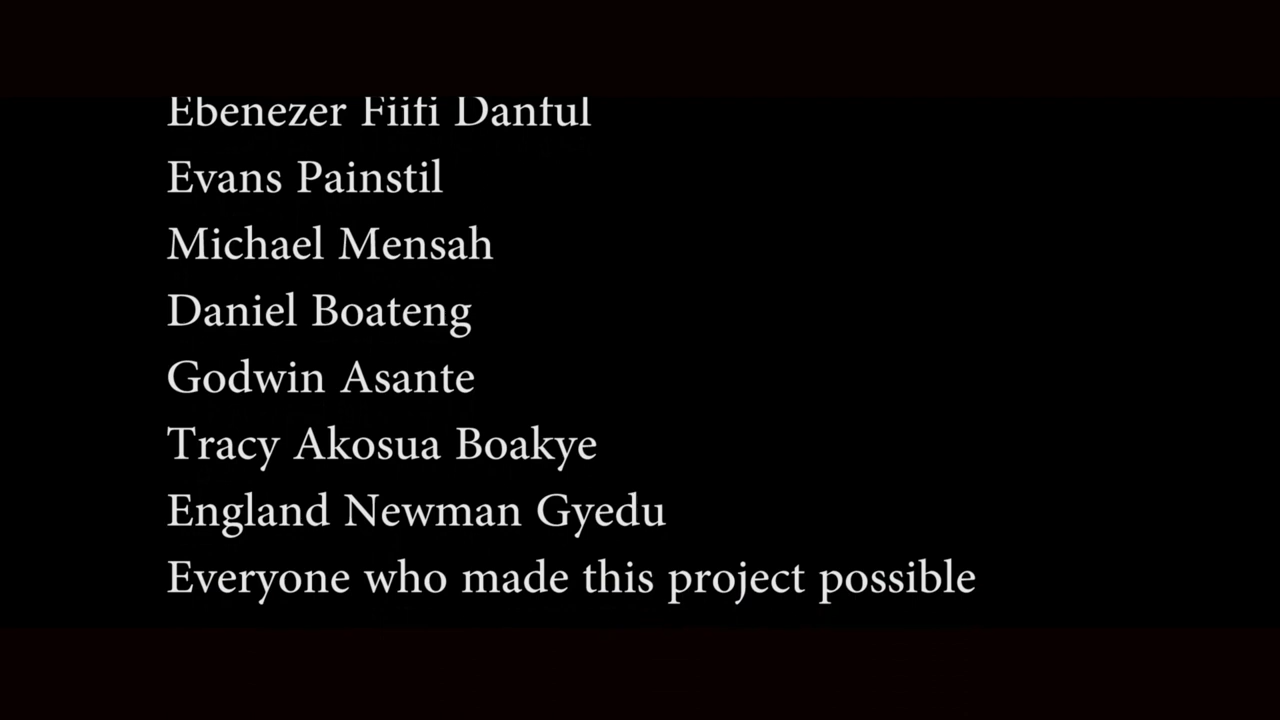 Ebenezer Fiifi Danful
Evans Painstil
Michael Mensah
Daniel Boateng
Godwin Asante
Tracy Akosua Boakye
England Newman Gyedu
Everyone who made this project possible